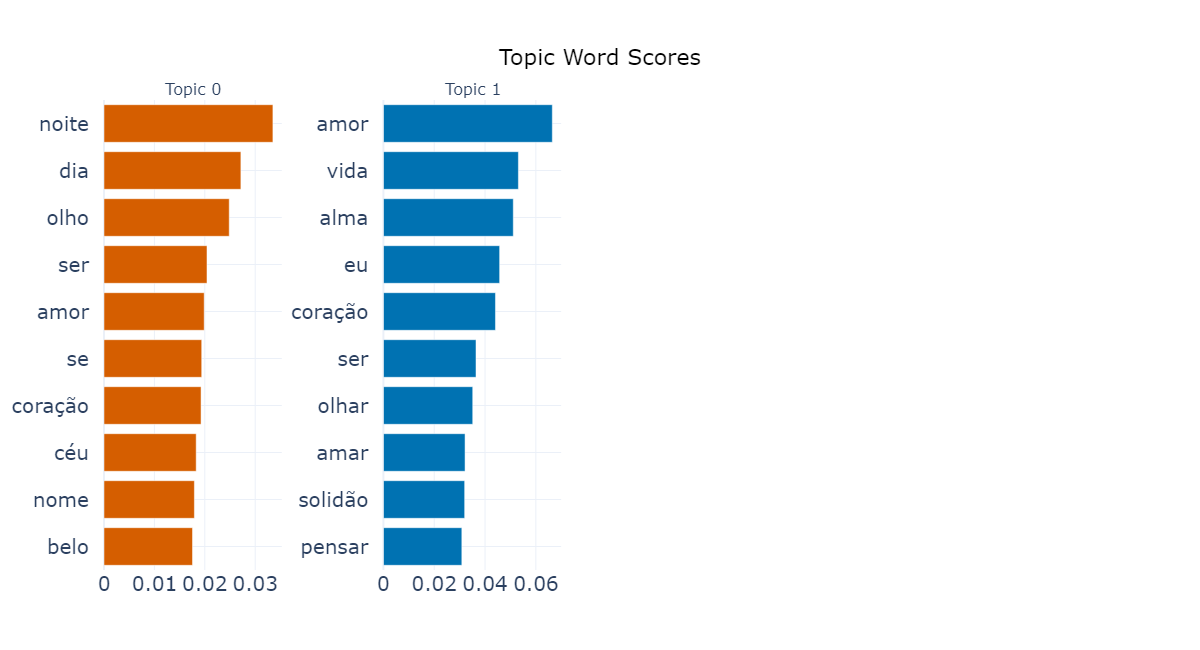 Topic Word Scores
Topic 0
noite
dia
olho
ser
amor
se
coração
céu
nome
belo
0 0.01 0.02 0.03
Topic 1
amor
vida
alma
eu
coração
ser
olhar
amar
solidão
pensar
0 0.02 0.04 0.06